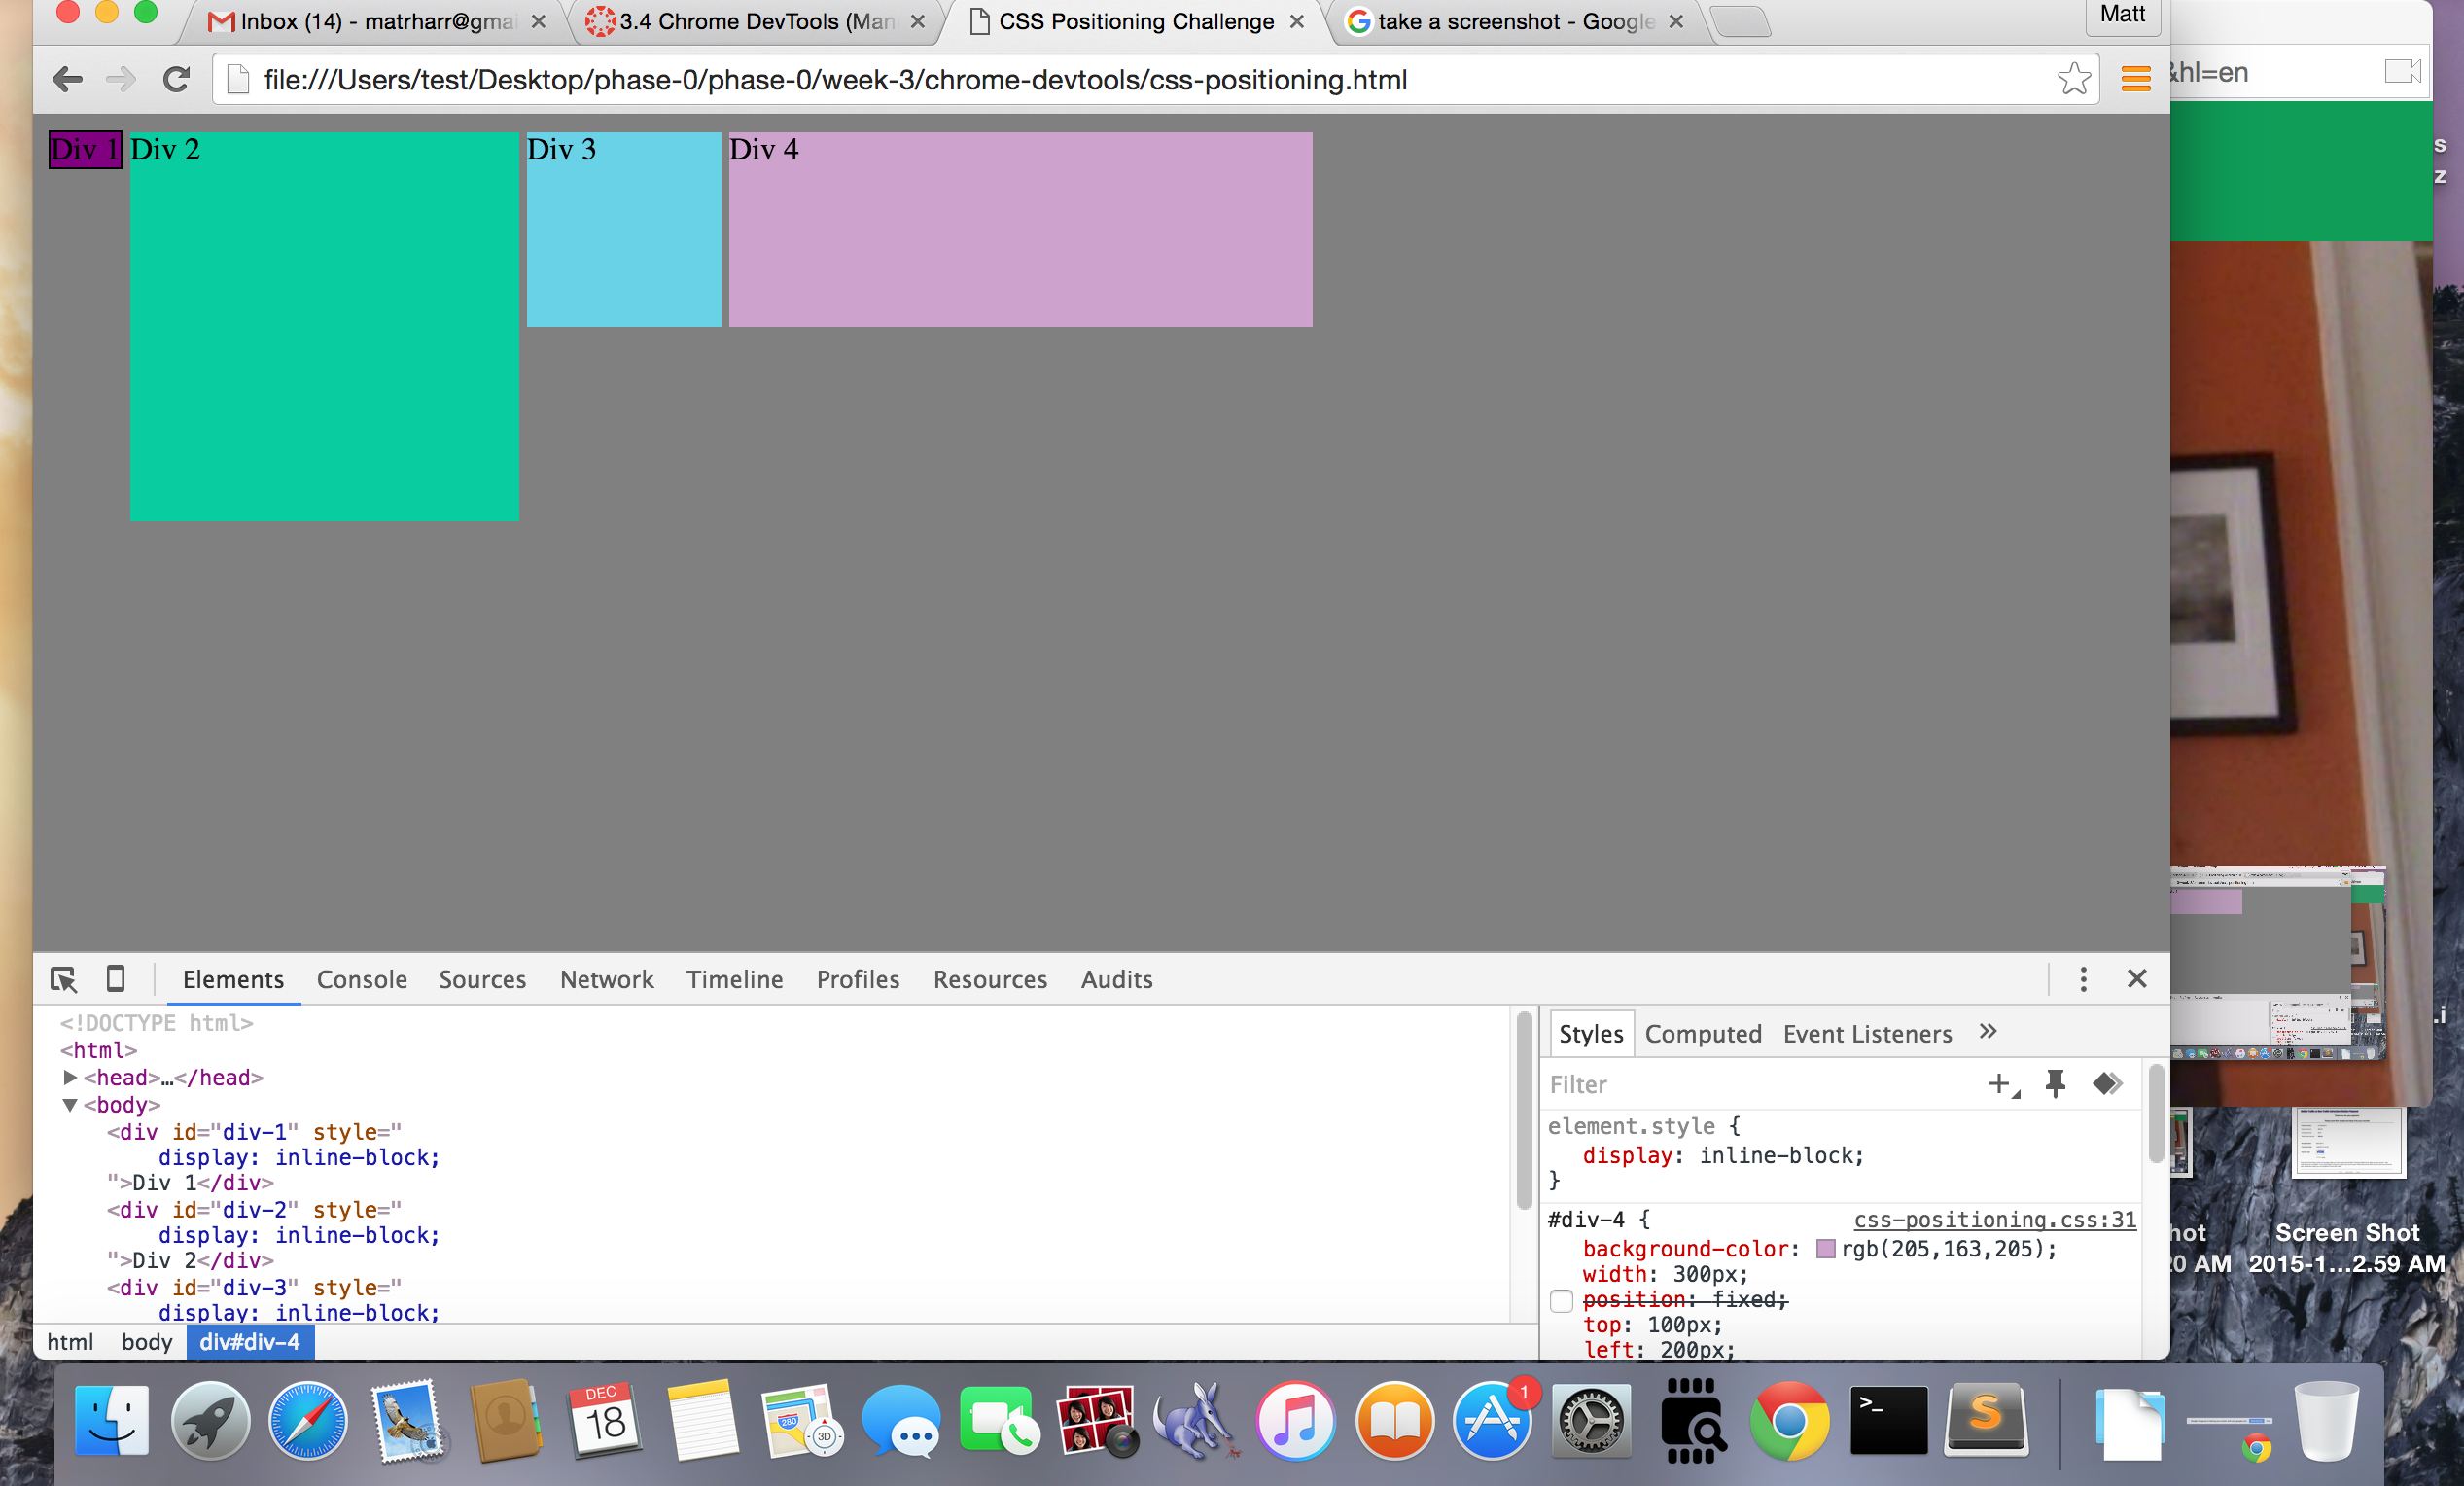 Inbox (14) - matrharr@gmai
3.4 Chrome DevTools (Man
CSS Positioning Challenge
take a screenshot - Google
Matt
file:///Users/test/Desktop/phase-0/phase-0/week-3/chrome-devtools/css-positioning.html
&hl=en
Div 1
Div 2
Div 3
Div 4
s
z
Elements
Console
Sources
Network
Timeline
Profiles
Resources
Audits
<!DOCTYPE html>
<html>
<head>…</head>
<body>
<div id="div-1" style="
display: inline-block;
">Div 1</div>
<div id="div-2" style="
display: inline-block;
">Div 2</div>
<div id="div-3" style="
display: inline-block;
html
body
div#div-4
Styles
Computed
Event Listeners
»
Filter
element.style {
display: inline-block;
}
#div-4 {
css-positioning.css:31
background-color: rgb(205,163,205);
width: 300px;
position: fixed;
top: 100px;
left: 200px;
.i
hot
20 AM
Screen Shot
2015-1...2.59 AM
DEC
18
280
3D
1
>_
S